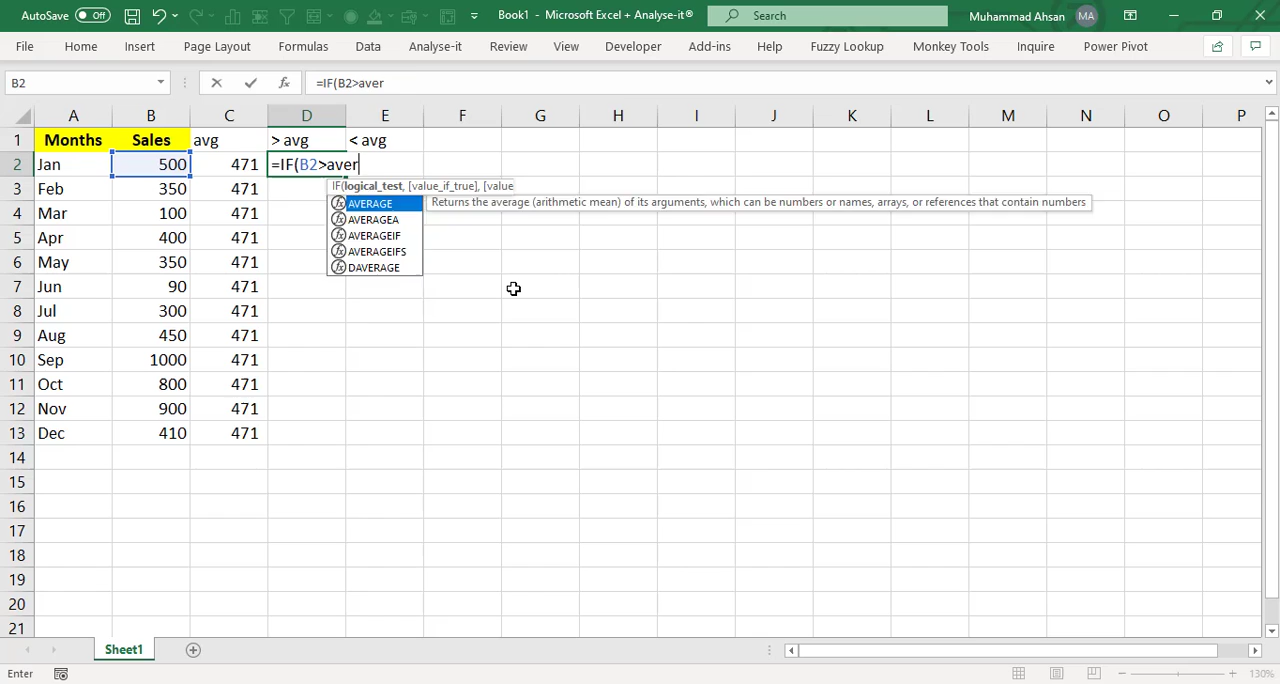 AutoSave Off Book1 - Microsoft Excel + Analyse-it® Search Muhammad Ahsan MA
File Home Insert Page Layout Formulas Data Analyse-it Review View Developer Add-ins Help Fuzzy Lookup Monkey Tools Inquire Power Pivot
B2 fx =IF(B2>aver
A B C D E F G H I J K L M N O P
1 Months Sales avg > avg < avg
2 Jan 500 471 =IF(B2>aver
IF(logical_test, [value_if_true], [value
3 Feb 350 471
AVERAGE Returns the average (arithmetic mean) of its arguments, which can be numbers or names, arrays, or references that contain numbers
4 Mar 100 471
AVERAGEA
AVERAGEIF
5 Apr 400 471
AVERAGEIFS
6 May 350 471
DAVERAGE
7 Jun 90 471
8 Jul 300 471
9 Aug 450 471
10 Sep 1000 471
11 Oct 800 471
12 Nov 900 471
13 Dec 410 471
14
15
16
17
18
19
20
21
Sheet1
Enter 130%